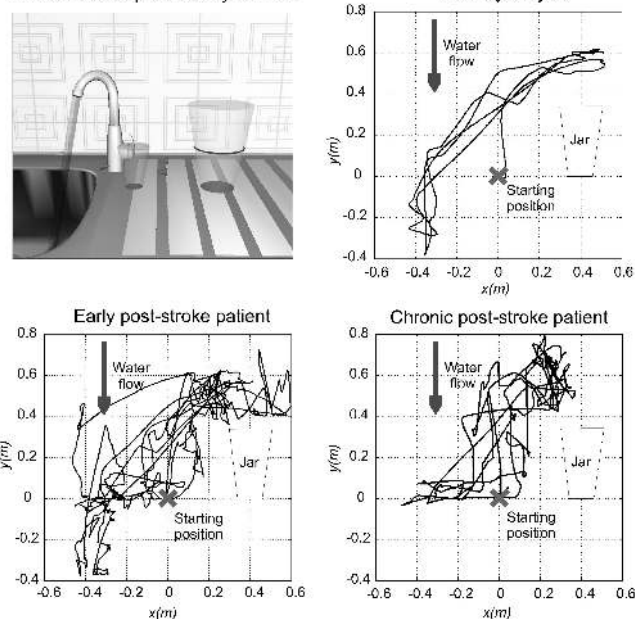 0.8
Water
flow
0.6
0.4
0.2
0
-0.2
-0.4
y(m)
Jar
Starting
position
-0.6 -0.4 -0.2 0 0.2 0.4 0.6
x(m)
Early post-stroke patient
0.8
Water
flow
0.6
0.4
0.2
0
-0.2
-0.4
y(m)
Jar
Starting
position
-0.6 -0.4 -0.2 0 0.2 0.4 0.6
x(m)
Chronic post-stroke patient
0.8
Water
flow
0.6
0.4
0.2
0
-0.2
-0.4
y(m)
Jar
Starting
position
-0.6 -0.4 -0.2 0 0.2 0.4 0.6
x(m)